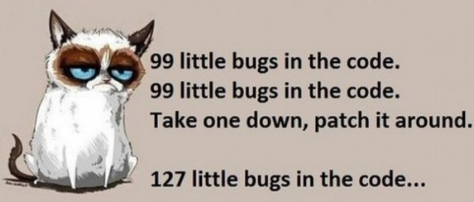 99 little bugs in the code.
99 little bugs in the code.
Take one down, patch it around.
127 little bugs in the code...